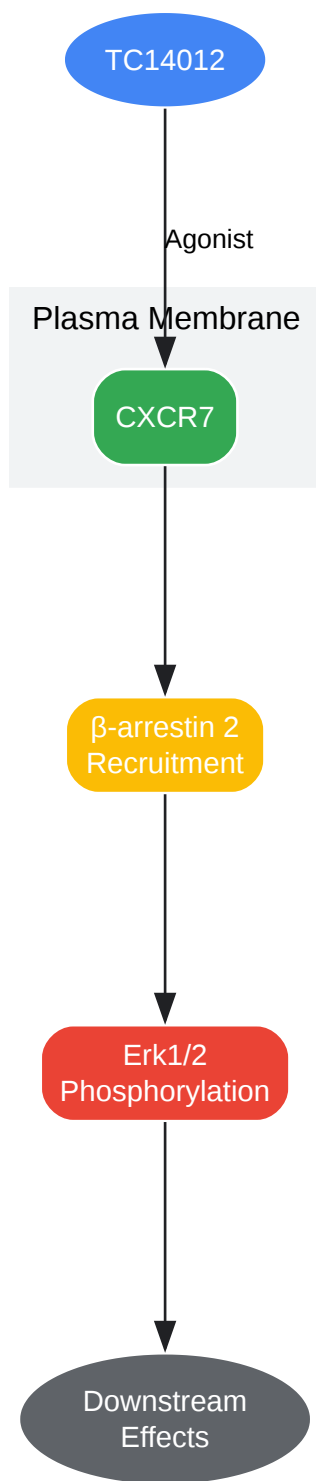 TC14012
Agonist
Plasma Membrane
CXCR7
β-arrestin 2
Recruitment
Erk1/2
Phosphorylation
Downstream
Effects